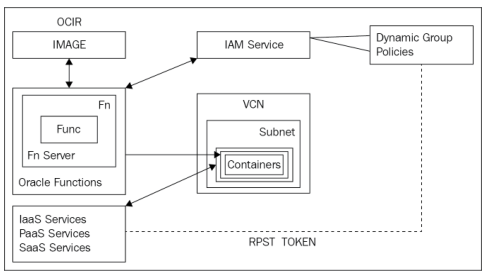 OCIR
IMAGE
IAM Service
Dynamic Group
Policies
Fn
Func
Fn Server
Oracle Functions
VCN
Subnet
Containers
IaaS Services
PaaS Services
SaaS Services
RPST TOKEN